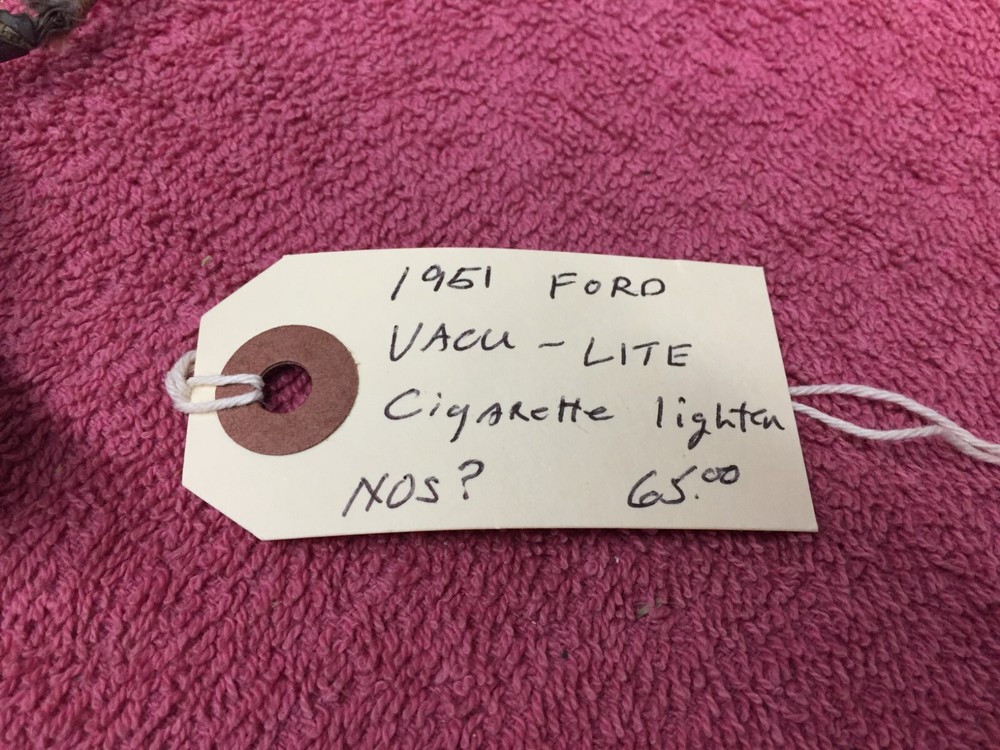 1951 FORD
VACU - LITE
CigARette lighter
NOS? 65.00